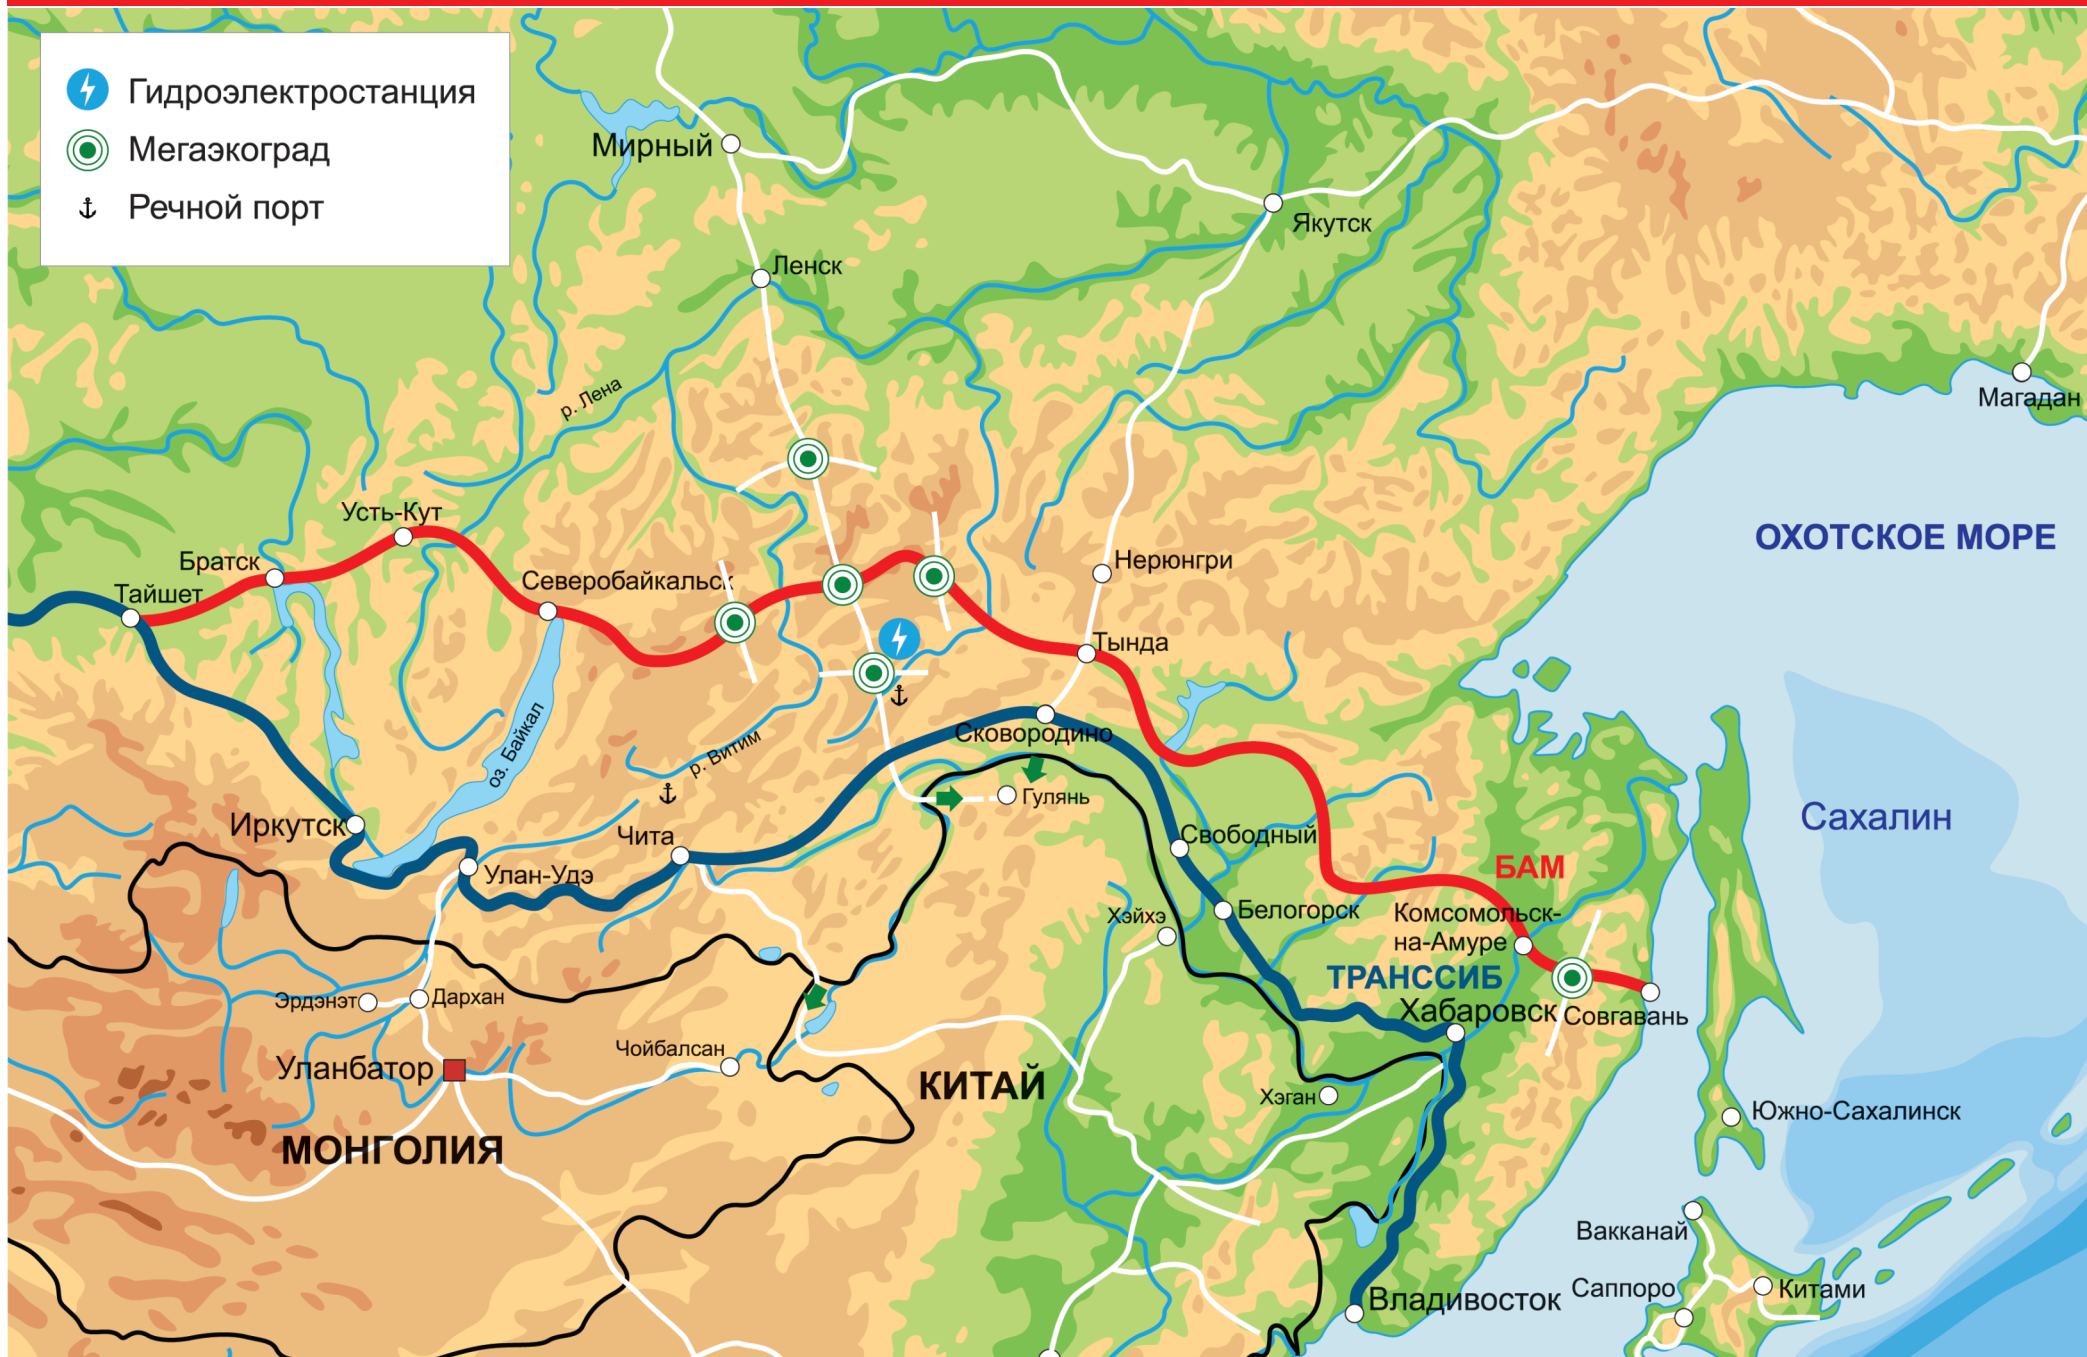 Гидроэлектростанция
Мегаэкоград
Речной порт
Мирный
Якутск
Ленск
Магадан
р. Лена
ОХОТСКОЕ МОРЕ
Усть-Кут
Братск
Тайшет
Северобайкальск
Нерюнгри
Тында
Сковородино
оз. Байкал
р. Витим
Гулянь
Сахалин
Иркутск
Чита
Свободный
Улан-Удэ
БАМ
Хэйхэ
Белогорск
Комсомольск-
на-Амуре
ТРАНССИБ
Эрдэнэт
Дархан
Хабаровск
Совгавань
Чойбалсан
Уланбатор
КИТАЙ
Хэган
Южно-Сахалинск
МОНГОЛИЯ
Вакканай
Саппоро
Китами
Владивосток